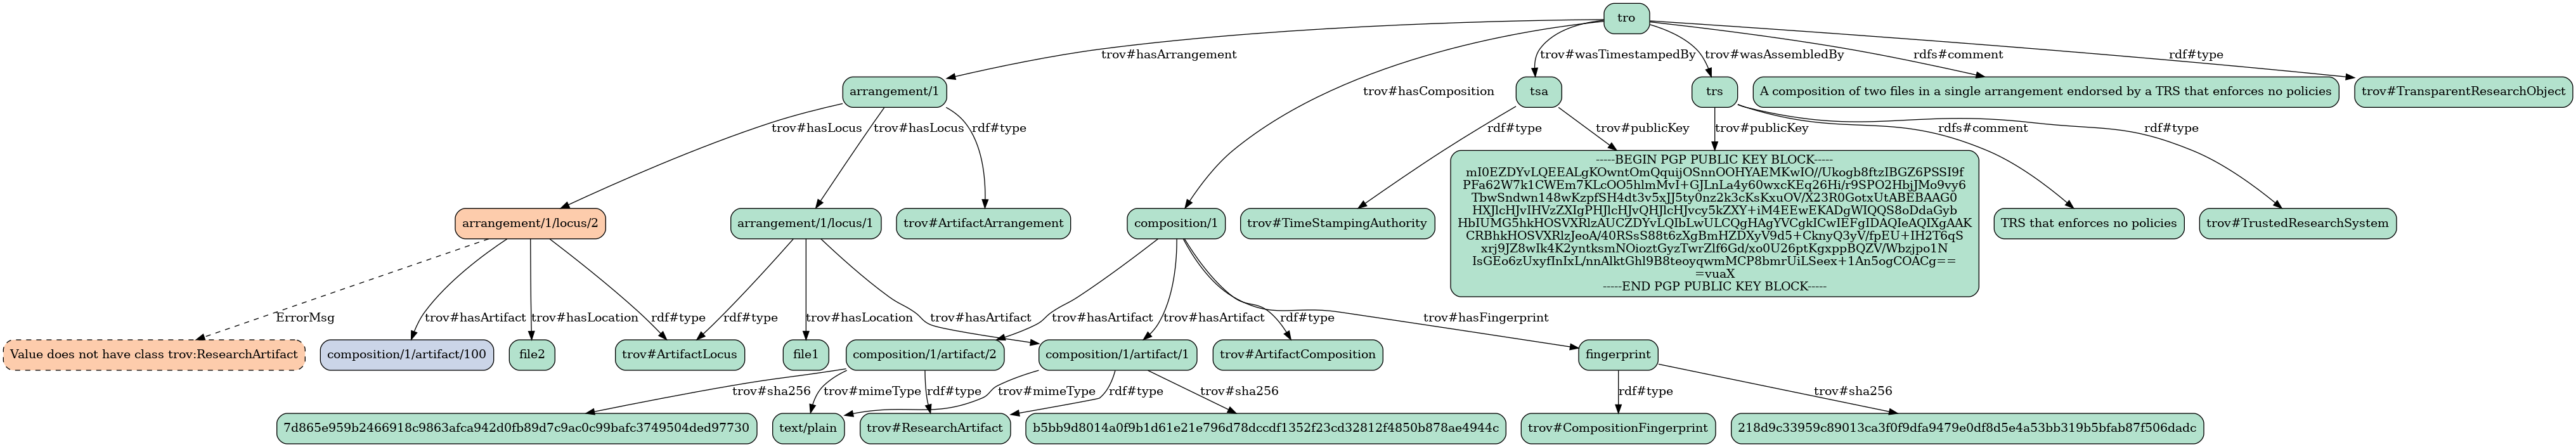 tro
trov#hasArrangement
trov#wasTimestampedBy
trov#wasAssembledBy
rdfs#comment
rdf#type
arrangement/1
trov#hasComposition
tsa
trs
A composition of two files in a single arrangement endorsed by a TRS that enforces no policies
trov#TransparentResearchObject
trov#hasLocus
trov#hasLocus
rdf#type
rdf#type
trov#publicKey
trov#publicKey
rdfs#comment
rdf#type
arrangement/1/locus/2
arrangement/1/locus/1
trov#ArtifactArrangement
composition/1
trov#TimeStampingAuthority
-----BEGIN PGP PUBLIC KEY BLOCK-----
mI0EZDYvLQEEALgKOwntOmQquijOSnnOOHYAEMKwIO//Ukogb8ftzIBGZ6PSSI9f
PFa62W7k1CWEm7KLcOO5hlmMvI+GJLnLa4y60wxcKEq26Hi/r9SPO2HbjJMo9vy6
TbwSndwn148wKzpfSH4dt3v5xJJ5ty0nz2k3cKsKxuOV/X23R0GotxUtABEBAAG0
HXJlcHJvIHVzZXIgPHJlcHJvQHJlcHJvcy5kZXY+iM4EEwEKADgWIQQS8oDdaGyb
HbIUMG5hkHOSVXRlzAUCZDYvLQIbLwULCQgHAgYVCgkICwIEFgIDAQIeAQIXgAAK
CRBhkHOSVXRlzJeoA/40RSsS88t6zXgBmHZDXyV9d5+CknyQ3yV/fpEU+IH2T6qS
xrj9JZ8wIk4K2yntksmNOioztGyzTwrZlf6Gd/xo0U26ptKgxppBQZV/Wbzjpo1N
IsGEo6zUxyfInIxL/nnAlktGhl9B8teoyqwmMCP8bmrUiLSeex+1An5ogCOACg==
=vuaX
-----END PGP PUBLIC KEY BLOCK-----
TRS that enforces no policies
trov#TrustedResearchSystem
ErrorMsg
trov#hasArtifact
trov#hasLocation
rdf#type
rdf#type
trov#hasLocation
trov#hasArtifact
trov#hasArtifact
trov#hasArtifact
rdf#type
trov#hasFingerprint
Value does not have class trov:ResearchArtifact
composition/1/artifact/100
file2
trov#ArtifactLocus
file1
composition/1/artifact/2
composition/1/artifact/1
trov#ArtifactComposition
fingerprint
trov#sha256
trov#mimeType
rdf#type
trov#mimeType
rdf#type
trov#sha256
rdf#type
trov#sha256
7d865e959b2466918c9863afca942d0fb89d7c9ac0c99bafc3749504ded97730
text/plain
trov#ResearchArtifact
b5bb9d8014a0f9b1d61e21e796d78dccdf1352f23cd32812f4850b878ae4944c
trov#CompositionFingerprint
218d9c33959c89013ca3f0f9dfa9479e0df8d5e4a53bb319b5bfab87f506dadc